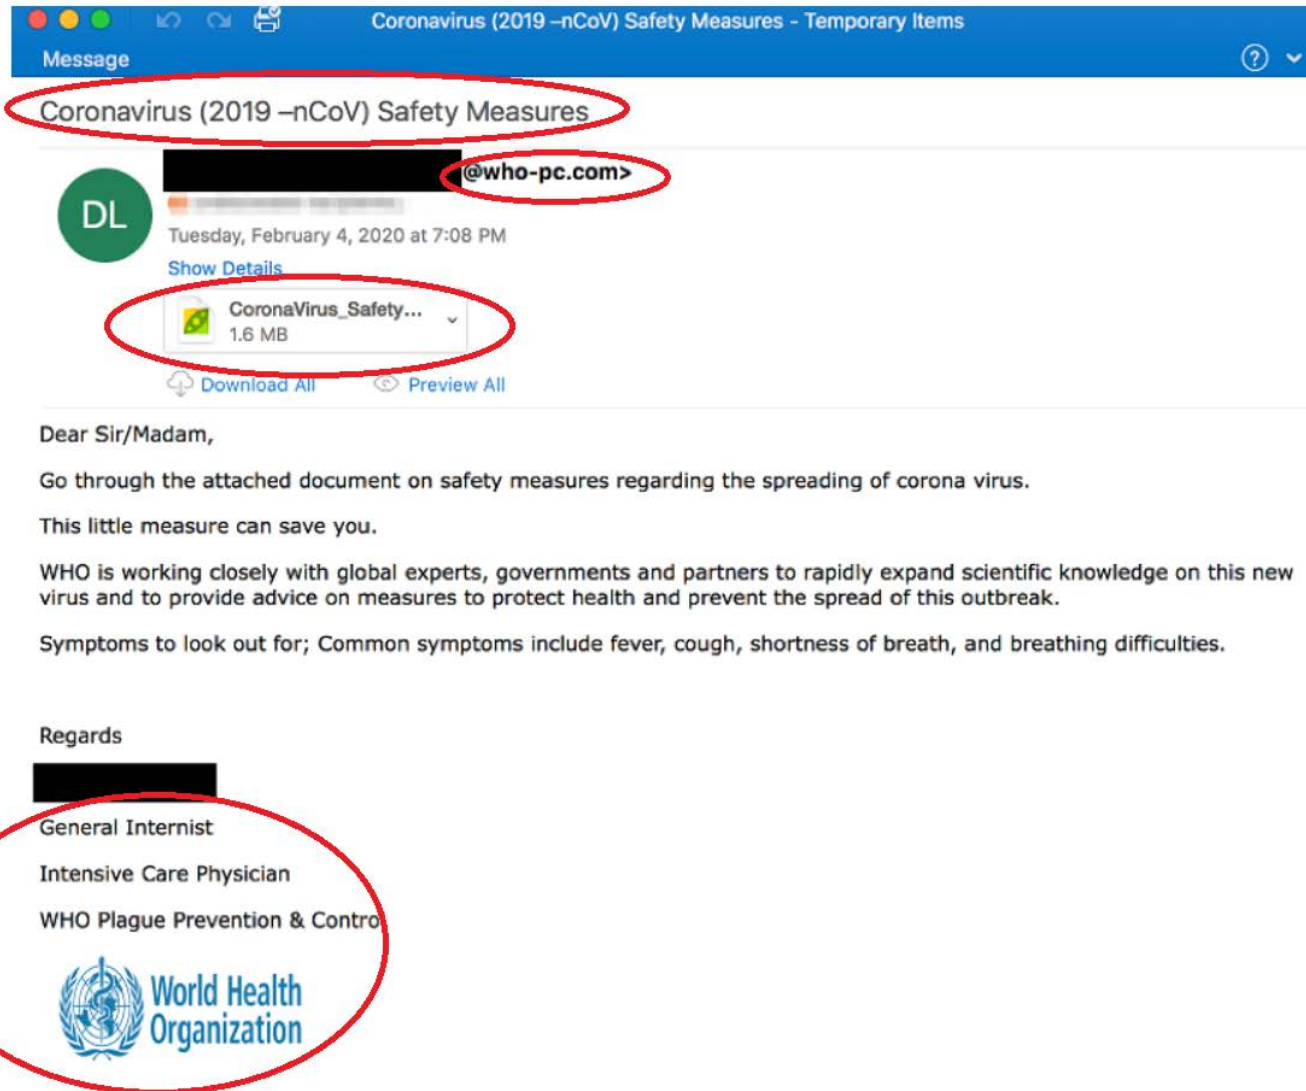 Coronavirus (2019 –nCoV) Safety Measures - Temporary Items
Message
Coronavirus (2019 –nCoV) Safety Measures
@who-pc.com>
DL
Tuesday, February 4, 2020 at 7:08 PM
Show Details
CoronaVirus_Safety...
1.6 MB
Download All Preview All
Dear Sir/Madam,
Go through the attached document on safety measures regarding the spreading of corona virus.
This little measure can save you.
WHO is working closely with global experts, governments and partners to rapidly expand scientific knowledge on this new
virus and to provide advice on measures to protect health and prevent the spread of this outbreak.
Symptoms to look out for; Common symptoms include fever, cough, shortness of breath, and breathing difficulties.
Regards
General Internist
Intensive Care Physician
WHO Plague Prevention & Control
World Health
Organization